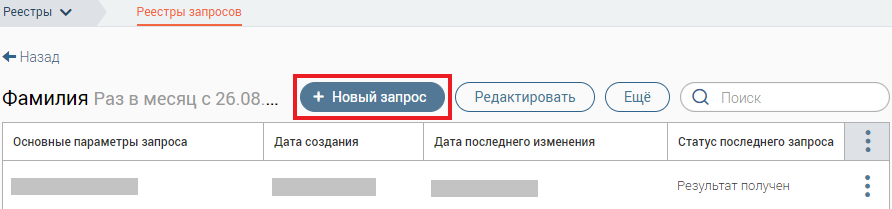 Реестры Реестры запросов
Назад
Фамилия Раз в месяц с 26.08.... + Новый запрос Редактировать Ещё Поиск
Основные параметры запроса Дата создания Дата последнего изменения Статус последнего запроса
Результат получен